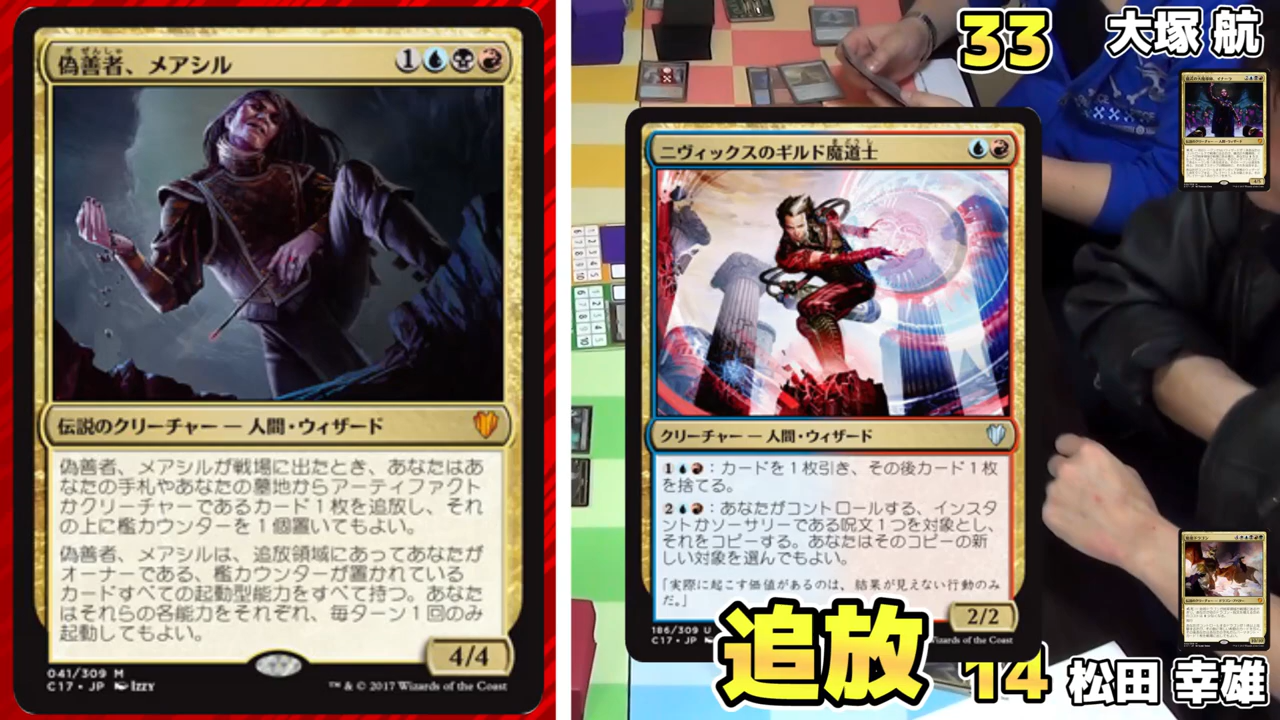 偽善者、メアシル
ぎぜんしゃ
1
伝説のクリーチャー — 人間・ウィザード
偽善者、メアシルが戦場に出たとき、あなたはあ
なたの手札やあなたの墓地からアーティファクト
かクリーチャーであるカード1枚を追放し、それ
の上に檻カウンターを1個置いてもよい。
偽善者、メアシルは、追放領域にあってあなたが
オーナーである、檻カウンターが置かれている
カードすべての起動型能力をすべて持つ。あなた
はそれらの各能力をそれぞれ、毎ターン1回のみ
起動してもよい。
4/4
041/309 M
C17・JP Izzy
™ & © 2017 Wizards of the Coast
33
大塚 航
ニヴィックスのギルド魔道士
まどうし
クリーチャー — 人間・ウィザード
1:カードを1枚引き、その後カード1枚
を捨てる。
2:あなたがコントロールする、インスタ
ントかソーサリーである呪文1つを対象とし、
それをコピーする。あなたはそのコピーの新
しい対象を選んでもよい。
「実際に起こす価値があるのは、結果が見えない行動のみ
だ。」
2/2
186/309 U
C17・JP
Wizards of the Coast
追放
14
松田 幸雄